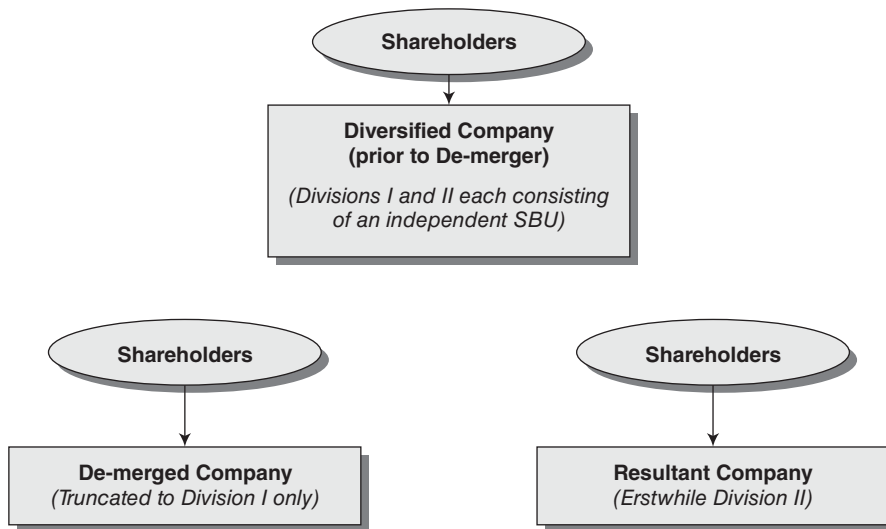 Shareholders
Diversified Company
(prior to De-merger)
(Divisions I and II each consisting
of an independent SBU)
Shareholders
Shareholders
De-merged Company
(Truncated to Division I only)
Resultant Company
(Erstwhile Division II)